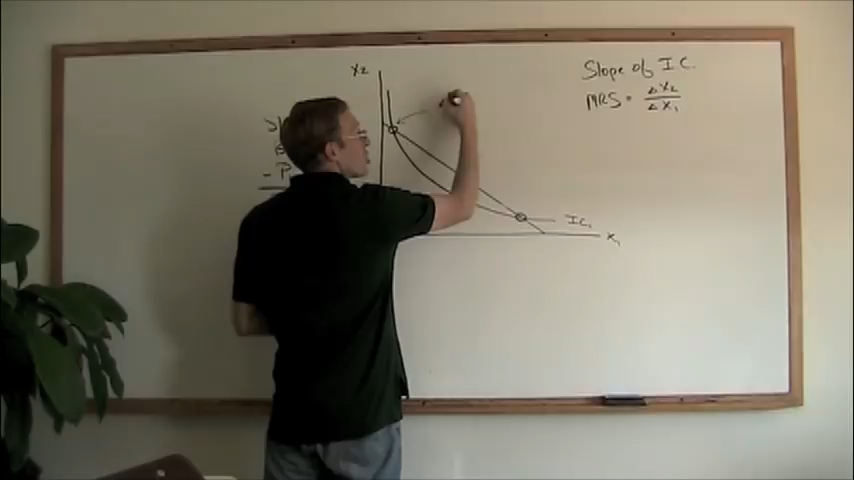 X2
Slope of I C.
MRS = ΔX2 / ΔX1
- P
IC1
X1